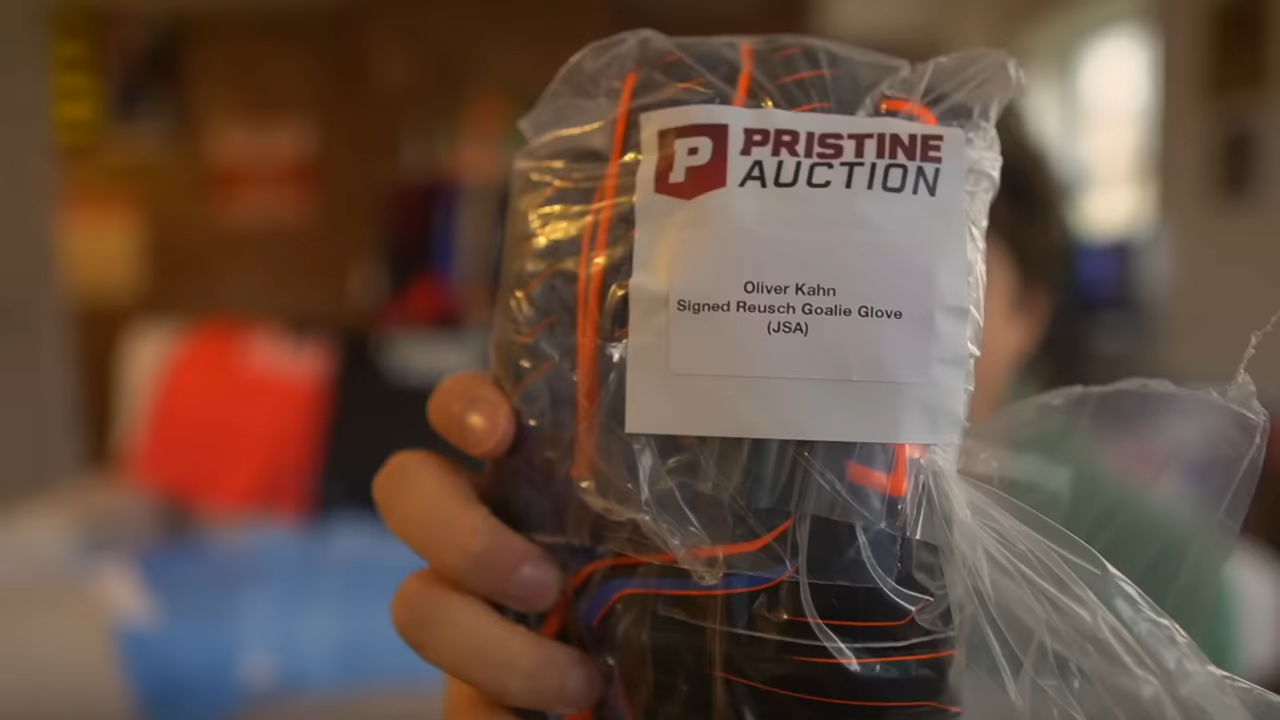 P PRISTINE
AUCTION
Oliver Kahn
Signed Reusch Goalie Glove
(JSA)